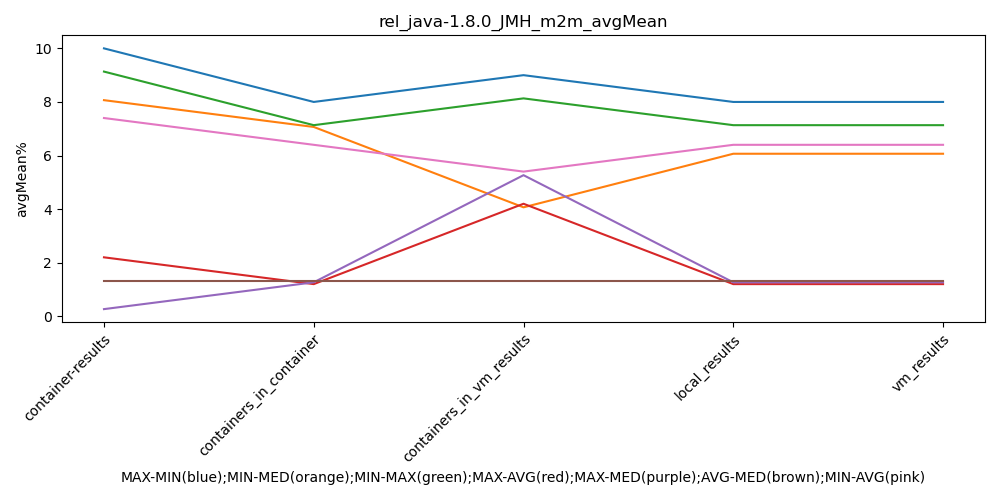 rel_java-1.8.0_JMH_m2m_avgMean
avgMean%
10
8
6
4
2
0
container-results
containers_in_container
containers_in_vm_results
local_results
vm_results
MAX-MIN(blue);MIN-MED(orange);MIN-MAX(green);MAX-AVG(red);MAX-MED(purple);AVG-MED(brown);MIN-AVG(pink)